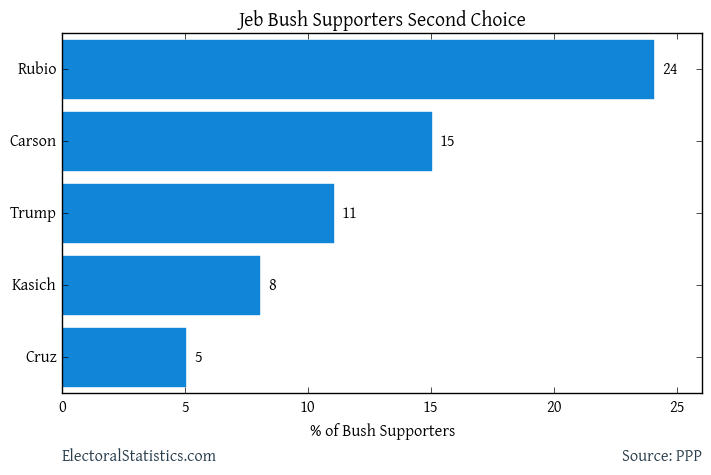 Jeb Bush Supporters Second Choice
Rubio 24
Carson 15
Trump 11
Kasich 8
Cruz 5
0 5 10 15 20 25
% of Bush Supporters
ElectoralStatistics.com Source: PPP